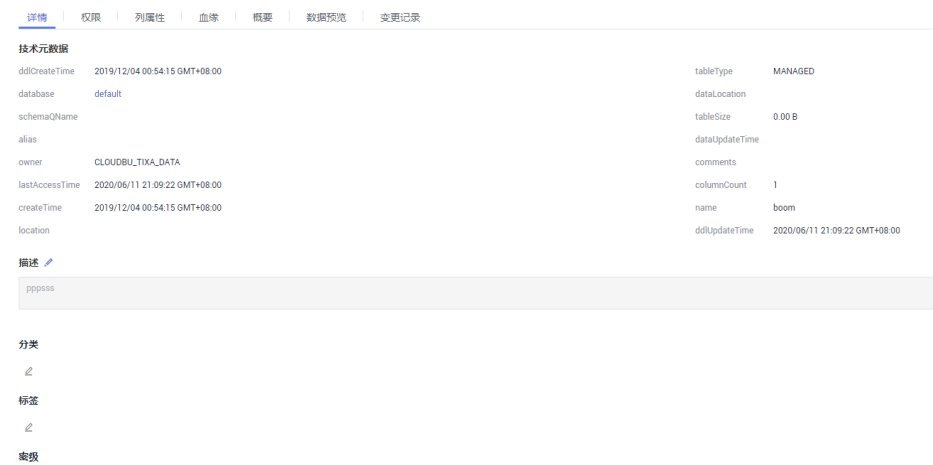 详情 权限 列属性 血缘 概要 数据预览 变更记录
技术元数据
ddlCreateTime 2019/12/04 00:54:15 GMT+08:00 tableType MANAGED
database default dataLocation
schemaQName tableSize 0.00 B
alias dataUpdateTime
owner CLOUDBU_TIXA_DATA comments
lastAccessTime 2020/06/11 21:09:22 GMT+08:00 columnCount 1
createTime 2019/12/04 00:54:15 GMT+08:00 name boom
location ddlUpdateTime 2020/06/11 21:09:22 GMT+08:00
描述
pppsss
分类
标签
密级